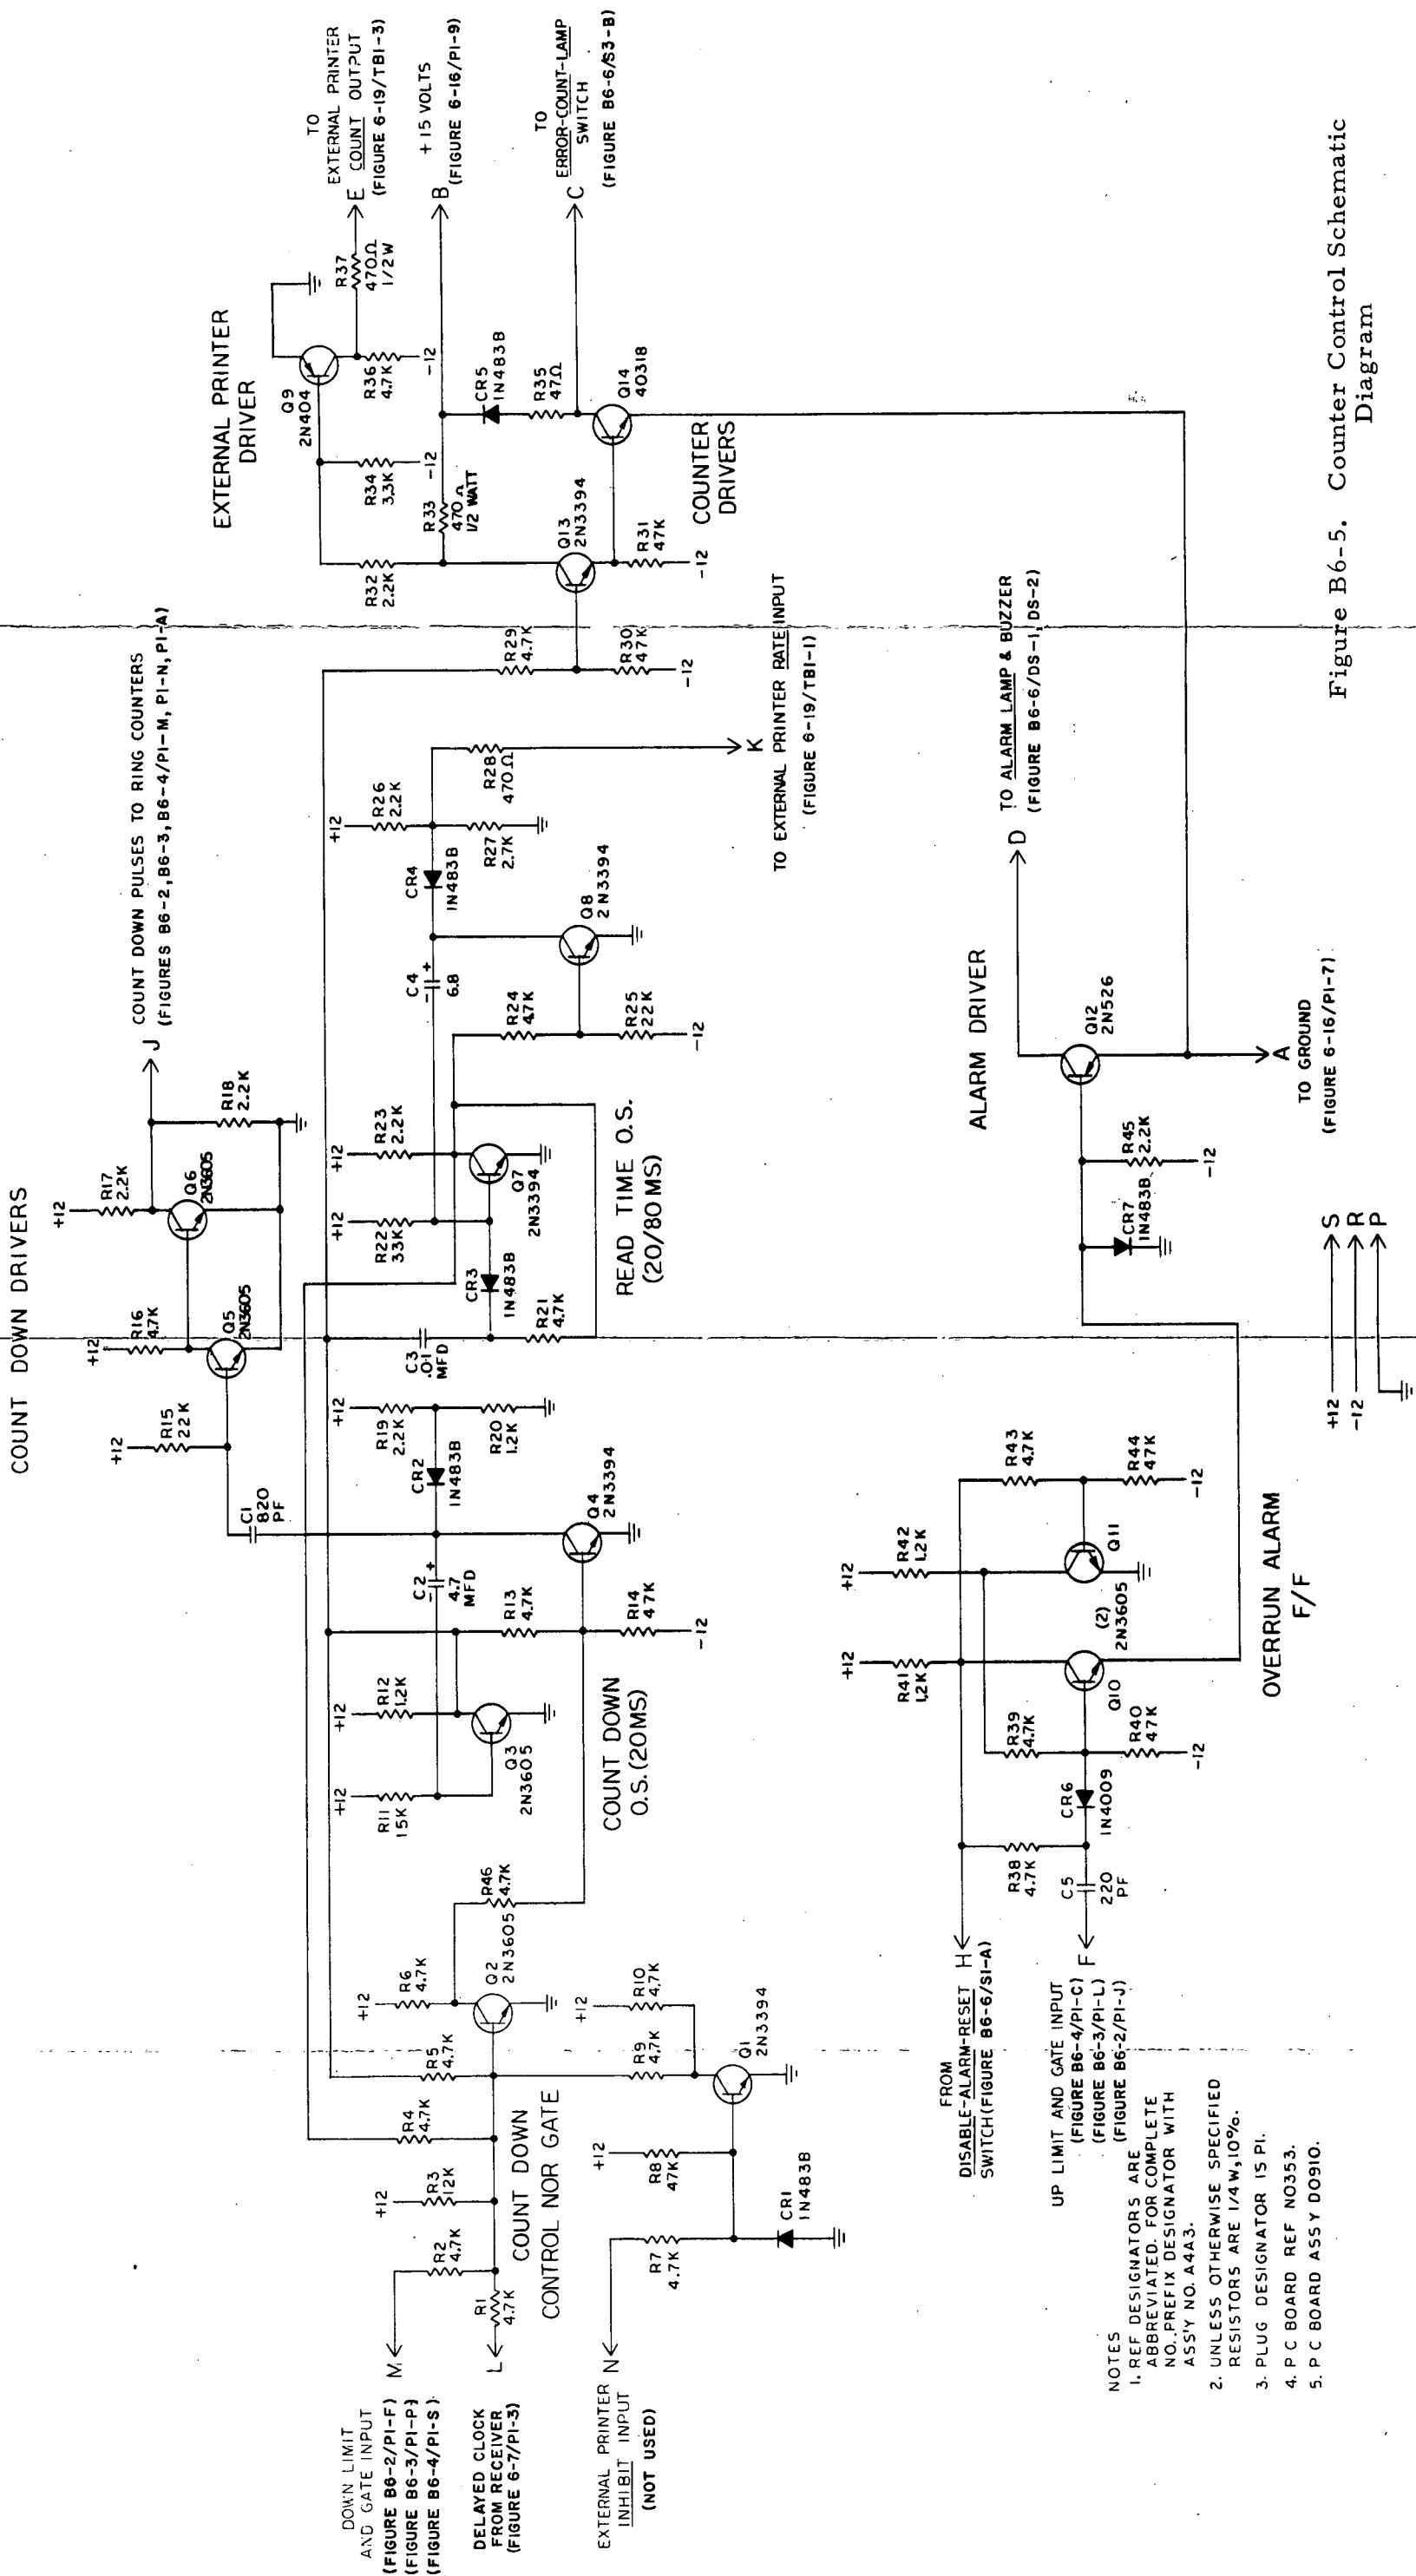 COUNT DOWN DRIVERS
+12
R15
22K
+12
R16
4.7K
Q5
2N3605
+12
R17
2.2K
Q6
2N3605
R18
2.2K
J
COUNT DOWN PULSES TO RING COUNTERS
(FIGURES B6-2, B6-3, B6-4/P1-M, P1-N, P1-A)
C1
820
PF
DOWN LIMIT
AND GATE INPUT
(FIGURE B6-2/P1-F)
(FIGURE B6-3/P1-P)
(FIGURE B6-4/P1-S)
M
DELAYED CLOCK
FROM RECEIVER
(FIGURE 6-7/P1-3)
L
EXTERNAL PRINTER
INHIBIT INPUT
(NOT USED)
N
R1
4.7K
R2
4.7K
+12
R3
12K
R4
4.7K
R5
4.7K
+12
R6
4.7K
Q2
2N3605
R46
4.7K
COUNT DOWN
CONTROL NOR GATE
R7
4.7K
+12
R8
47K
CR1
1N483B
R9
4.7K
+12
R10
4.7K
Q1
2N3394
+12
R11
15K
+12
R12
1.2K
Q3
2N3605
COUNT DOWN
O.S. (20MS)
C2
- +
4.7
MFD
R13
4.7K
R14
47K
-12
Q4
2N3394
CR2
1N483B
+12
R19
2.2K
R20
1.2K
C3
.01
MFD
CR3
1N483B
R21
4.7K
+12
R22
33K
+12
R23
2.2K
Q7
2N3394
READ TIME O.S.
(20/80 MS)
C4
- +
6.8
R24
47K
R25
22K
-12
Q8
2N3394
CR4
1N483B
+12
R26
2.2K
R27
2.7K
R28
470Ω
K
TO EXTERNAL PRINTER RATE INPUT
(FIGURE 6-19/TB1-1)
R29
4.7K
R30
47K
-12
EXTERNAL PRINTER
DRIVER
Q9
2N404
R32
2.2K
R34
3.3K
-12
R36
4.7K
-12
R37
470Ω
1/2W
E
TO
EXTERNAL PRINTER
COUNT OUTPUT
(FIGURE 6-19/TB1-3)
R33
470Ω
1/2 WATT
B
+15 VOLTS
(FIGURE 6-16/P1-9)
Q13
2N3394
R31
47K
-12
CR5
1N483B
R35
47Ω
Q14
40318
COUNTER
DRIVERS
C
TO
ERROR-COUNT-LAMP
SWITCH
(FIGURE B6-6/S3-B)
FROM
DISABLE-ALARM-RESET
SWITCH(FIGURE B6-6/S1-A)
H
UP LIMIT AND GATE INPUT
(FIGURE B6-4/P1-C)
(FIGURE B6-3/P1-L)
(FIGURE B6-2/P1-J)
F
R38
4.7K
C5
220
PF
CR6
1N4009
R39
4.7K
R40
47K
-12
+12
R41
1.2K
Q10
(2)
2N3605
Q11
+12
R42
1.2K
R43
4.7K
R44
47K
-12
OVERRUN ALARM
F/F
ALARM DRIVER
CR7
1N483B
R45
2.2K
-12
Q12
2N526
D
TO ALARM LAMP & BUZZER
(FIGURE B6-6/DS-1, DS-2)
A
TO GROUND
(FIGURE 6-16/P1-7)
+12 S
-12 R
P
NOTES
1. REF DESIGNATORS ARE
ABBREVIATED. FOR COMPLETE
NO. PREFIX DESIGNATOR WITH
ASS'Y NO. A4A3.
2. UNLESS OTHERWISE SPECIFIED
RESISTORS ARE 1/4W, 10%.
3. PLUG DESIGNATOR IS P1.
4. P C BOARD REF N0353.
5. P C BOARD ASSY D0910.
Figure B6-5. Counter Control Schematic
Diagram